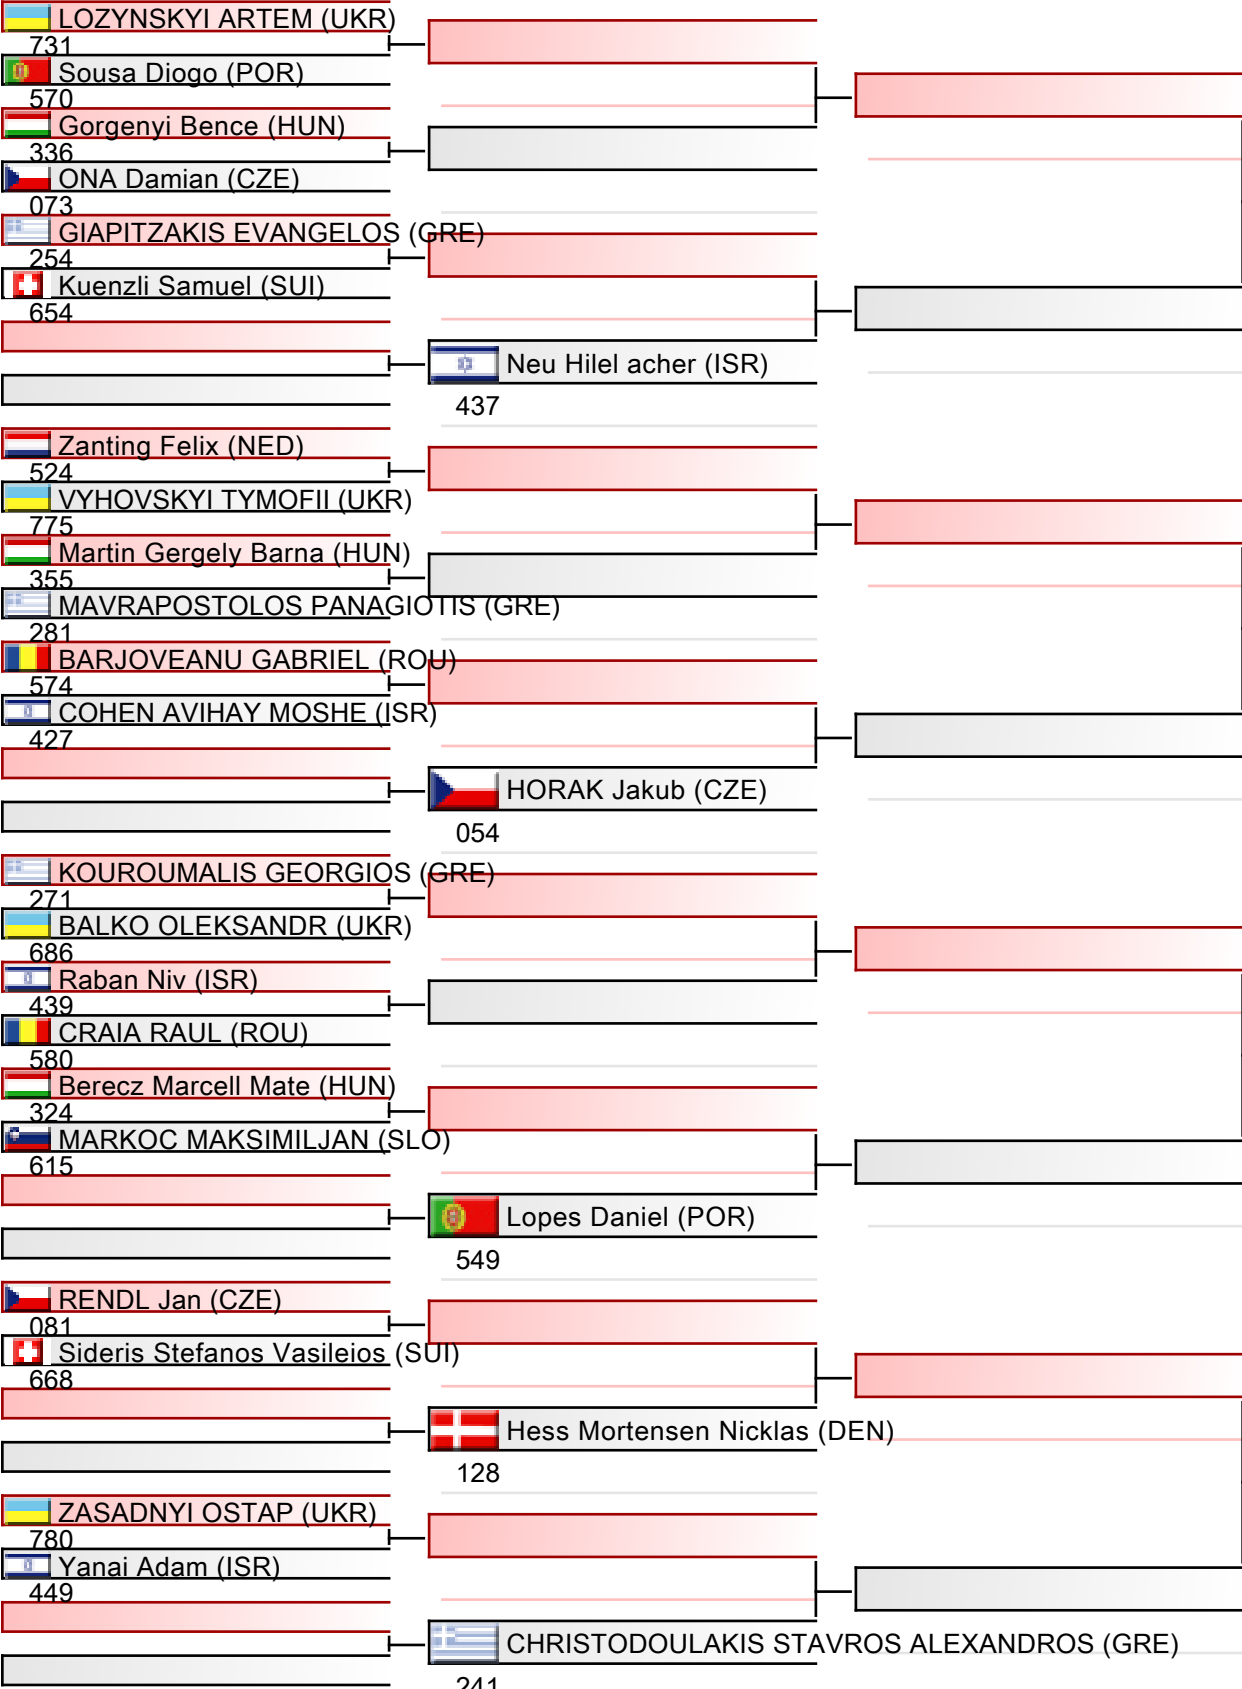 LOZYNSKYI ARTEM (UKR)
731
Sousa Diogo (POR)
570
Gorgenyi Bence (HUN)
336
ONA Damian (CZE)
073
GIAPITZAKIS EVANGELOS (GRE)
254
Kuenzli Samuel (SUI)
654
Neu Hilel acher (ISR)
437
Zanting Felix (NED)
524
VYHOVSKYI TYMOFII (UKR)
775
Martin Gergely Barna (HUN)
355
MAVRAPOSTOLOS PANAGIOTIS (GRE)
281
BARJOVEANU GABRIEL (ROU)
574
COHEN AVIHAY MOSHE (ISR)
427
HORAK Jakub (CZE)
054
KOUROUMALIS GEORGIOS (GRE)
271
BALKO OLEKSANDR (UKR)
686
Raban Niv (ISR)
439
CRAIA RAUL (ROU)
580
Berecz Marcell Mate (HUN)
324
MARKOC MAKSIMILJAN (SLO)
615
Lopes Daniel (POR)
549
RENDL Jan (CZE)
081
Sideris Stefanos Vasileios (SUI)
668
Hess Mortensen Nicklas (DEN)
128
ZASADNYI OSTAP (UKR)
780
Yanai Adam (ISR)
449
CHRISTODOULAKIS STAVROS ALEXANDROS (GRE)
241